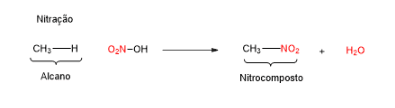 Nitração
CH3—H O2N—OH CH3—NO2 + H2O
Alcano Nitrocomposto